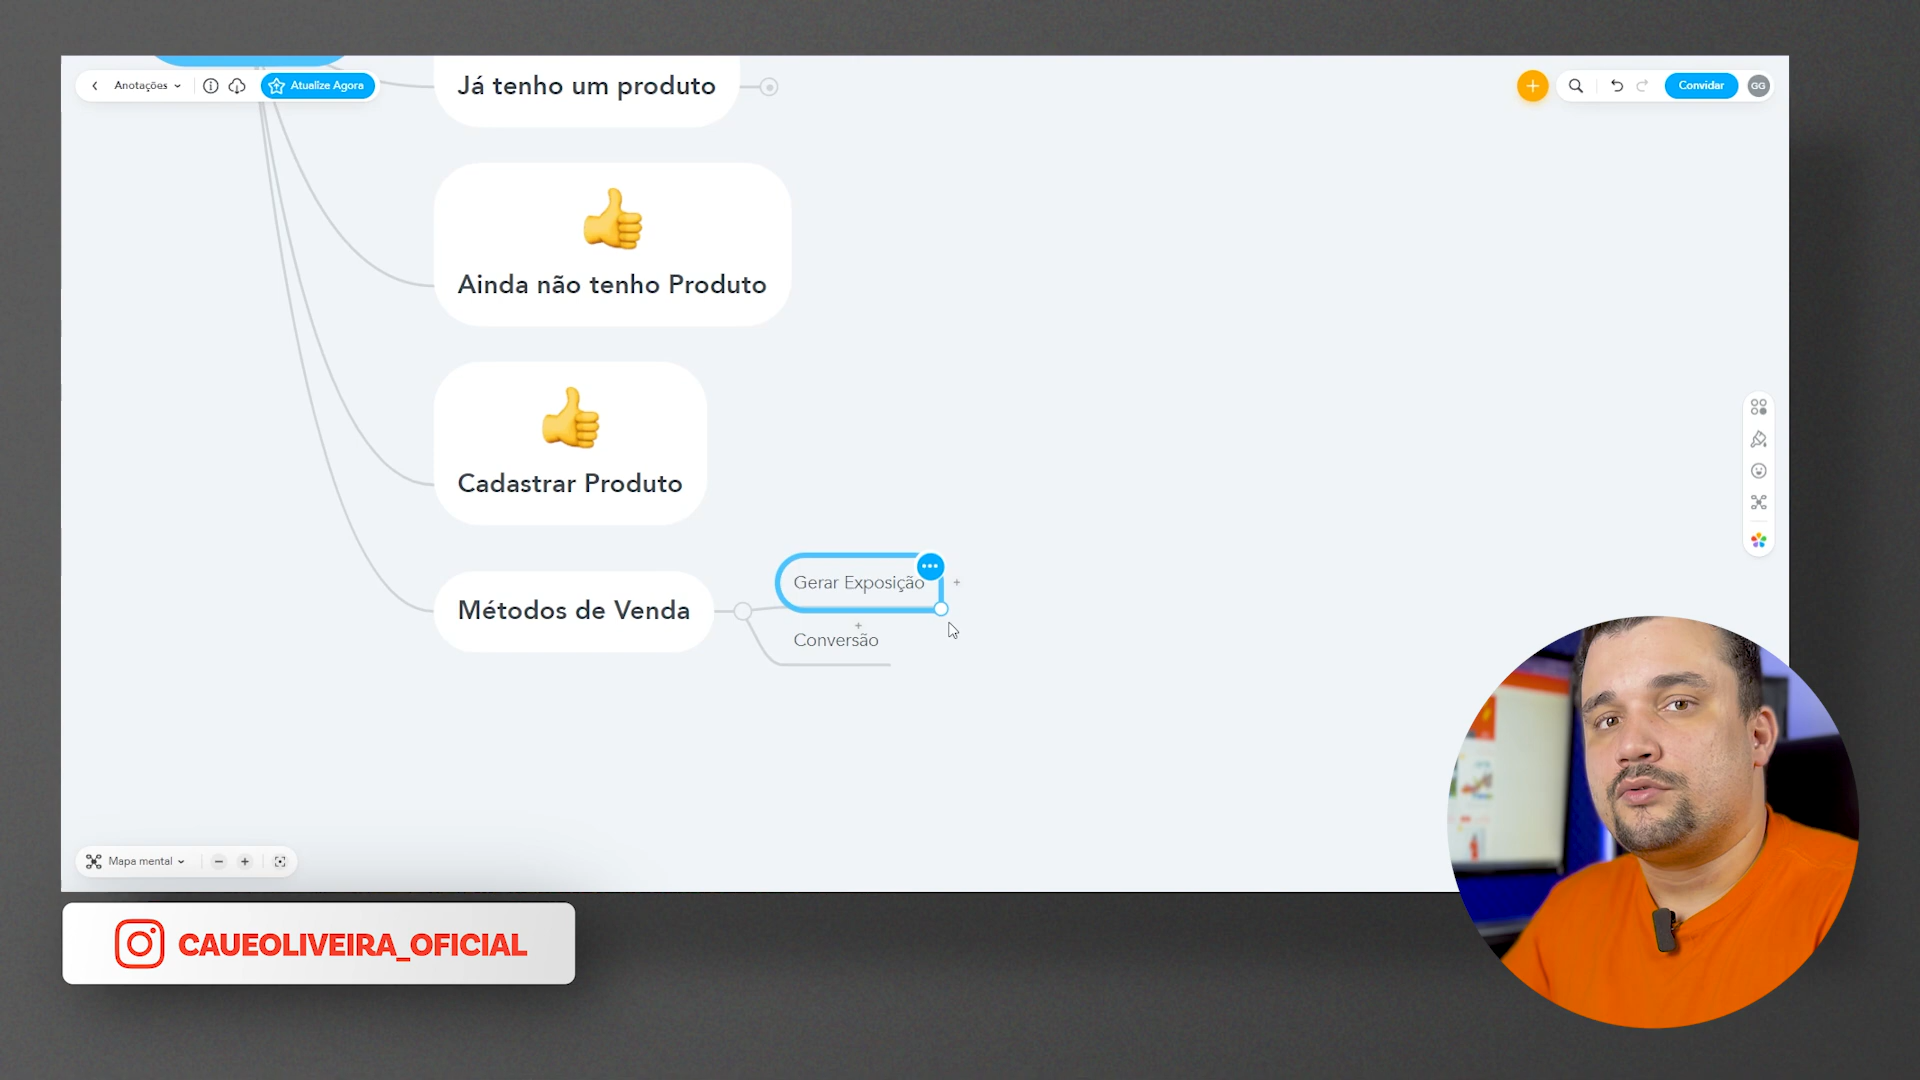 Anotações
Atualize Agora
Convidar
GG
Já tenho um produto
Ainda não tenho Produto
Cadastrar Produto
Métodos de Venda
Gerar Exposição
Conversão
Mapa mental
CAUEOLIVEIRA_OFICIAL